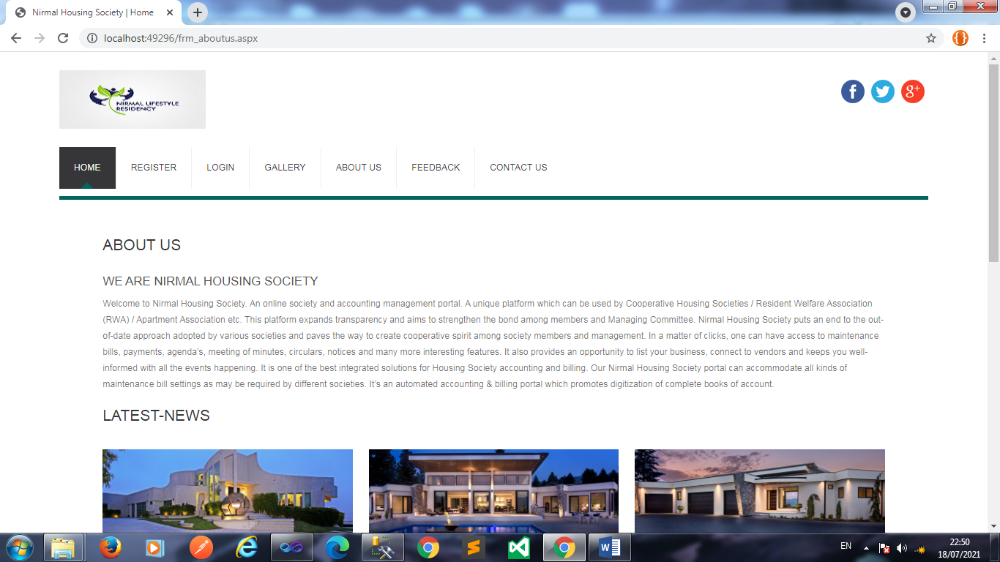 Nirmal Housing Society | Home
localhost:49296/frm_aboutus.aspx
NIRMAL LIFESTYLE
RESIDENCY
HOME REGISTER LOGIN GALLERY ABOUT US FEEDBACK CONTACT US
ABOUT US
WE ARE NIRMAL HOUSING SOCIETY
Welcome to Nirmal Housing Society. An online society and accounting management portal. A unique platform which can be used by Cooperative Housing Societies / Resident Welfare Association
(RWA) / Apartment Association etc. This platform expands transparency and aims to strengthen the bond among members and Managing Committee. Nirmal Housing Society puts an end to the out-
of-date approach adopted by various societies and paves the way to create cooperative spirit among society members and management. In a matter of clicks, one can have access to maintenance
bills, payments, agenda's, meeting of minutes, circulars, notices and many more interesting features. It also provides an opportunity to list your business, connect to vendors and keeps you well-
informed with all the events happening. It is one of the best integrated solutions for Housing Society accounting and billing. Our Nirmal Housing Society portal can accommodate all kinds of
maintenance bill settings as may be required by different societies. It's an automated accounting & billing portal which promotes digitization of complete books of account.
LATEST-NEWS
EN
22:50
18/07/2021